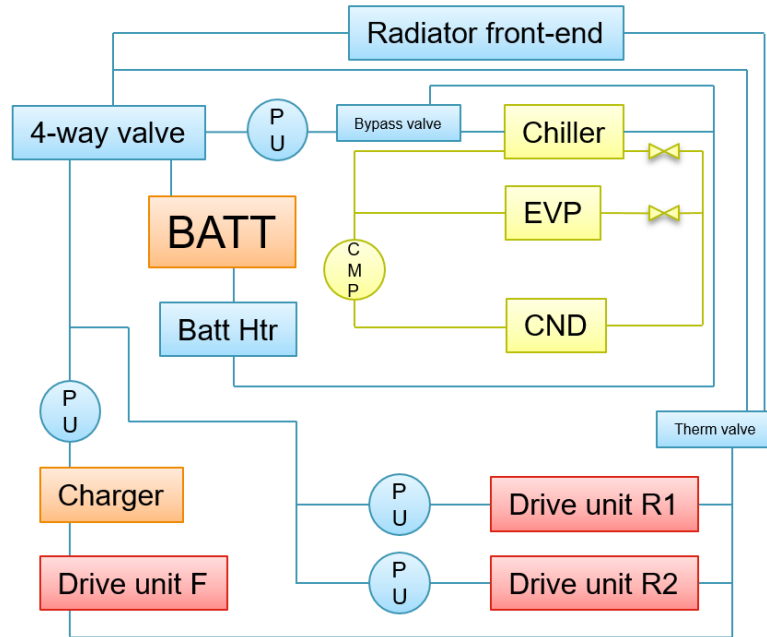 Radiator front-end
4-way valve
P
U
Bypass valve
Chiller
BATT
EVP
C
M
P
Batt Htr
CND
P
U
Therm valve
Charger
P
U
Drive unit R1
Drive unit F
P
U
Drive unit R2